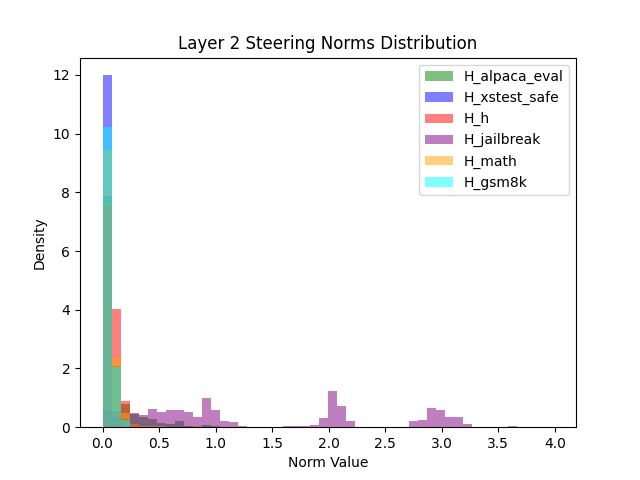 Layer 2 Steering Norms Distribution
12
10
8
6
4
2
0
Density
H_alpaca_eval
H_xstest_safe
H_h
H_jailbreak
H_math
H_gsm8k
0.0 0.5 1.0 1.5 2.0 2.5 3.0 3.5 4.0
Norm Value